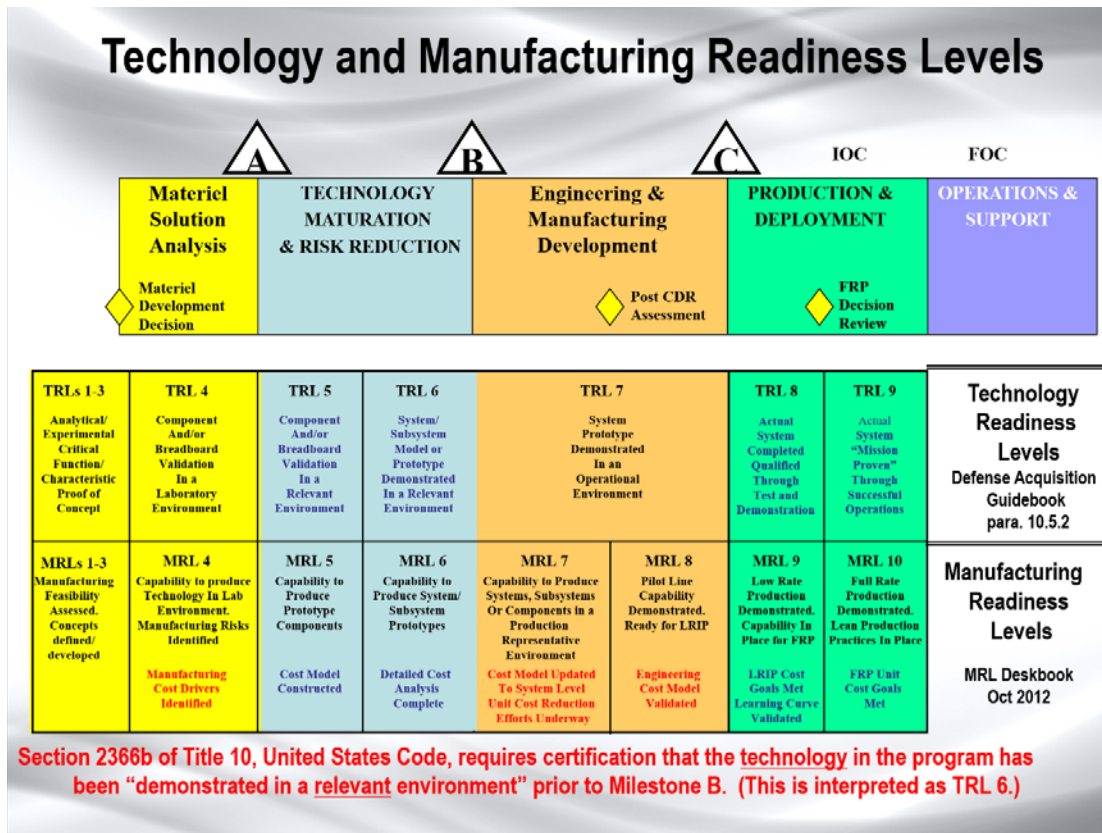 Technology and Manufacturing Readiness Levels
A
B
C
IOC
FOC
Materiel
Solution
Analysis
Materiel
Development
Decision
TECHNOLOGY
MATURATION
& RISK REDUCTION
Engineering &
Manufacturing
Development
Post CDR
Assessment
PRODUCTION &
DEPLOYMENT
FRP
Decision
Review
OPERATIONS &
SUPPORT
TRLs 1-3
Analytical/
Experimental
Critical
Function/
Characteristic
Proof of
Concept
TRL 4
Component
And/or
Breadboard
Validation
In a
Laboratory
Environment
TRL 5
Component
And/or
Breadboard
Validation
In a
Relevant
Environment
TRL 6
System/
Subsystem
Model or
Prototype
Demonstrated
In a Relevant
Environment
TRL 7
System
Prototype
Demonstrated
In an
Operational
Environment
TRL 8
Actual
System
Completed
Qualified
Through
Test and
Demonstration
TRL 9
Actual
System
“Mission
Proven”
Through
Successful
Operations
Technology
Readiness
Levels
Defense Acquisition
Guidebook
para. 10.5.2
MRLs 1-3
Manufacturing
Feasibility
Assessed.
Concepts
defined/
developed
MRL 4
Capability to produce
Technology In Lab
Environment.
Manufacturing Risks
Identified
Manufacturing
Cost Drivers
Identified
MRL 5
Capability to
Produce
Prototype
Components
Cost Model
Constructed
MRL 6
Capability to
Produce System/
Subsystem
Prototypes
Detailed Cost
Analysis
Complete
MRL 7
Capability to Produce
Systems, Subsystems
Or Components in a
Production
Representative
Environment
Cost Model Updated
To System Level
Unit Cost Reduction
Efforts Underway
MRL 8
Pilot Line
Capability
Demonstrated.
Ready for LRIP
Engineering
Cost Model
Validated
MRL 9
Low Rate
Production
Demonstrated.
Capability In
Place for FRP
LRIP Cost
Goals Met
Learning Curve
Validated
MRL 10
Full Rate
Production
Demonstrated.
Lean Production
Practices In Place
FRP Unit
Cost Goals
Met
Manufacturing
Readiness
Levels
MRL Deskbook
Oct 2012
Section 2366b of Title 10, United States Code, requires certification that the technology in the program has
been “demonstrated in a relevant environment” prior to Milestone B. (This is interpreted as TRL 6.)